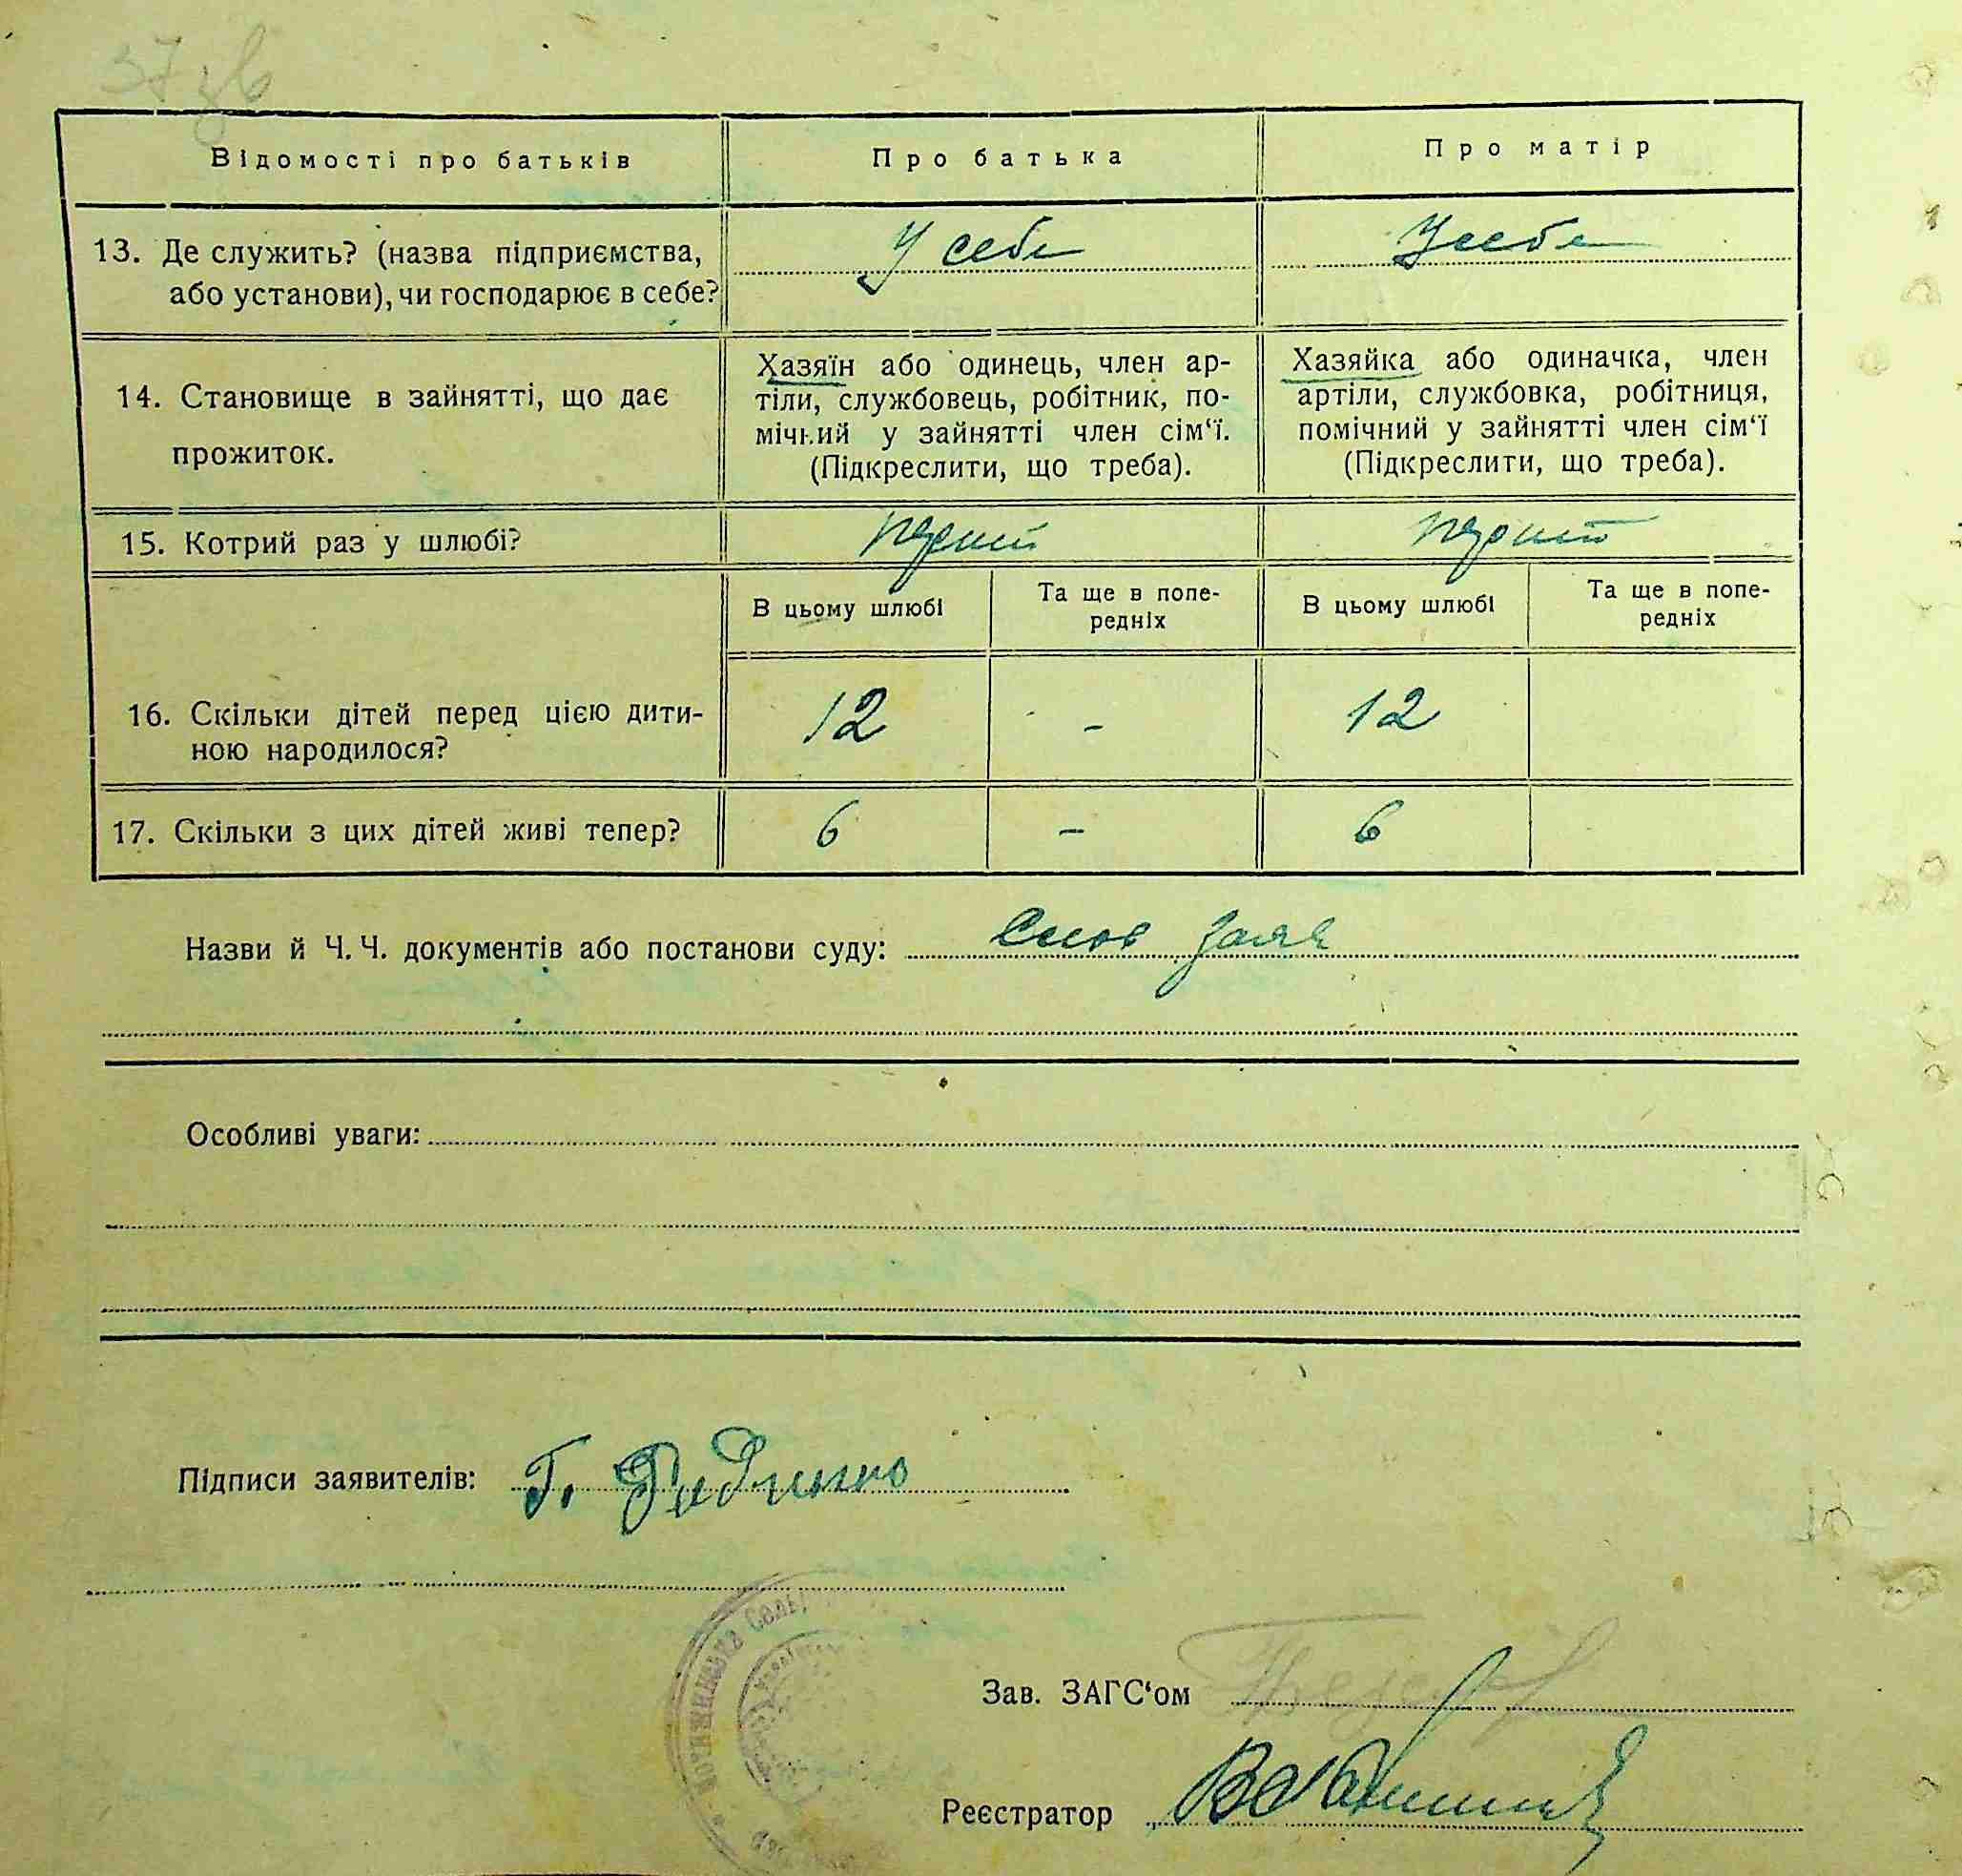 37 зв
Відомості про батьків
Про батька
Про матір
13. Де служить? (назва підприємства,
або установи), чи господарює в себе?
У себе
У себе
14. Становище в зайнятті, що дає
прожиток.
Хазяїн або одинець, член ар-
тіли, службовець, робітник, по-
мічний у зайнятті член сім‘ї.
(Підкреслити, що треба).
Хазяйка або одиначка, член
артіли, службовка, робітниця,
помічний у зайнятті член сім‘ї
(Підкреслити, що треба).
15. Котрий раз у шлюбі?
перший
перший
В цьому шлюбі
Та ще в попе-
редніх
В цьому шлюбі
Та ще в попе-
редніх
16. Скільки дітей перед цією дити-
ною народилося?
12
-
12
17. Скільки з цих дітей живі тепер?
6
-
6
Назви й Ч. Ч. документів або постанови суду:
Особливі уваги:
Підписи заявителів: Г.
Зав. ЗАГС‘ом
Реєстратор